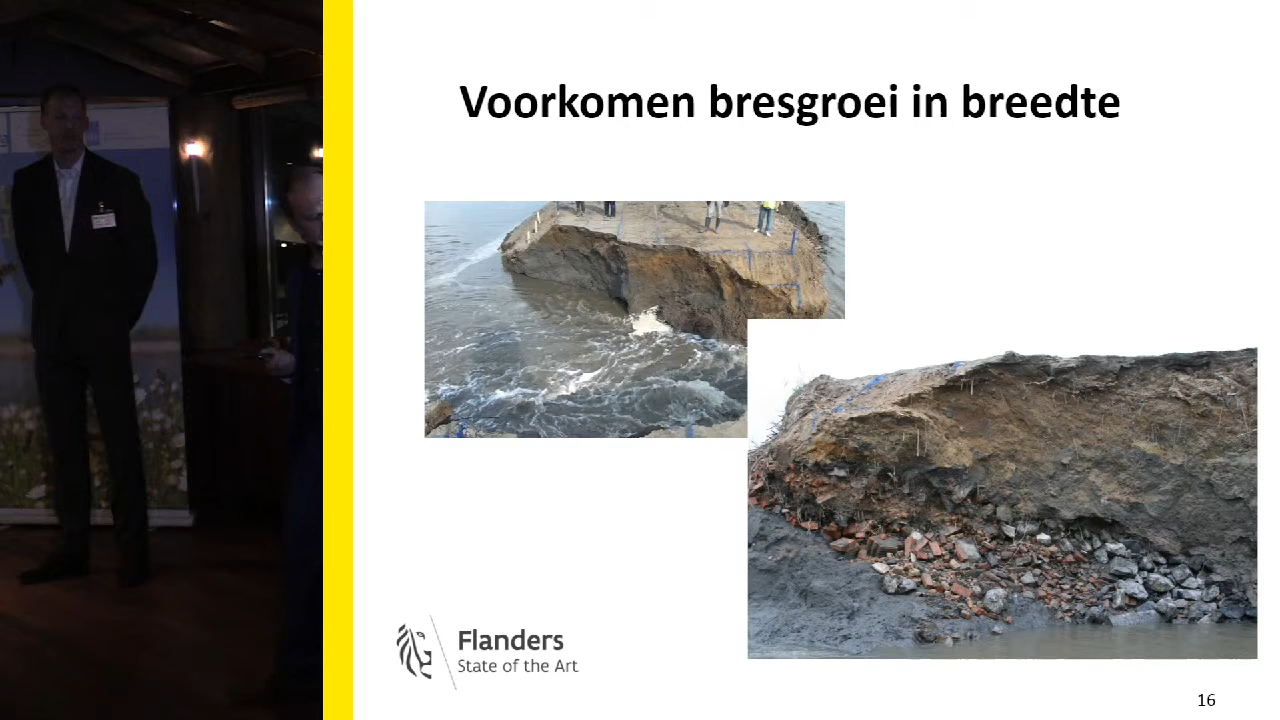 Voorkomen bresgroei in breedte
Flanders
State of the Art
16